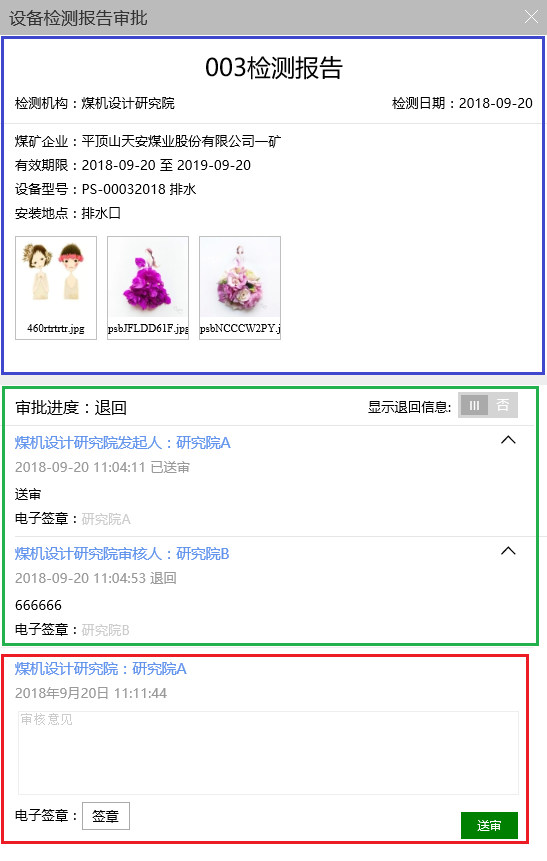 设备检测报告审批
003检测报告
检测机构：煤机设计研究院 检测日期：2018-09-20
煤矿企业：平顶山天安煤业股份有限公司一矿
有效期限：2018-09-20 至 2019-09-20
设备型号：PS-00032018 排水
安装地点：排水口
460rtrtrtr.jpg psbJFLDD61F.jpg psbNCCCW2PY.j
审批进度：退回 显示退回信息: 否
煤机设计研究院发起人：研究院A
2018-09-20 11:04:11 已送审
送审
电子签章：研究院A
煤机设计研究院审核人：研究院B
2018-09-20 11:04:53 退回
666666
电子签章：研究院B
煤机设计研究院：研究院A
2018年9月20日 11:11:44
审核意见
电子签章： 签章
送审